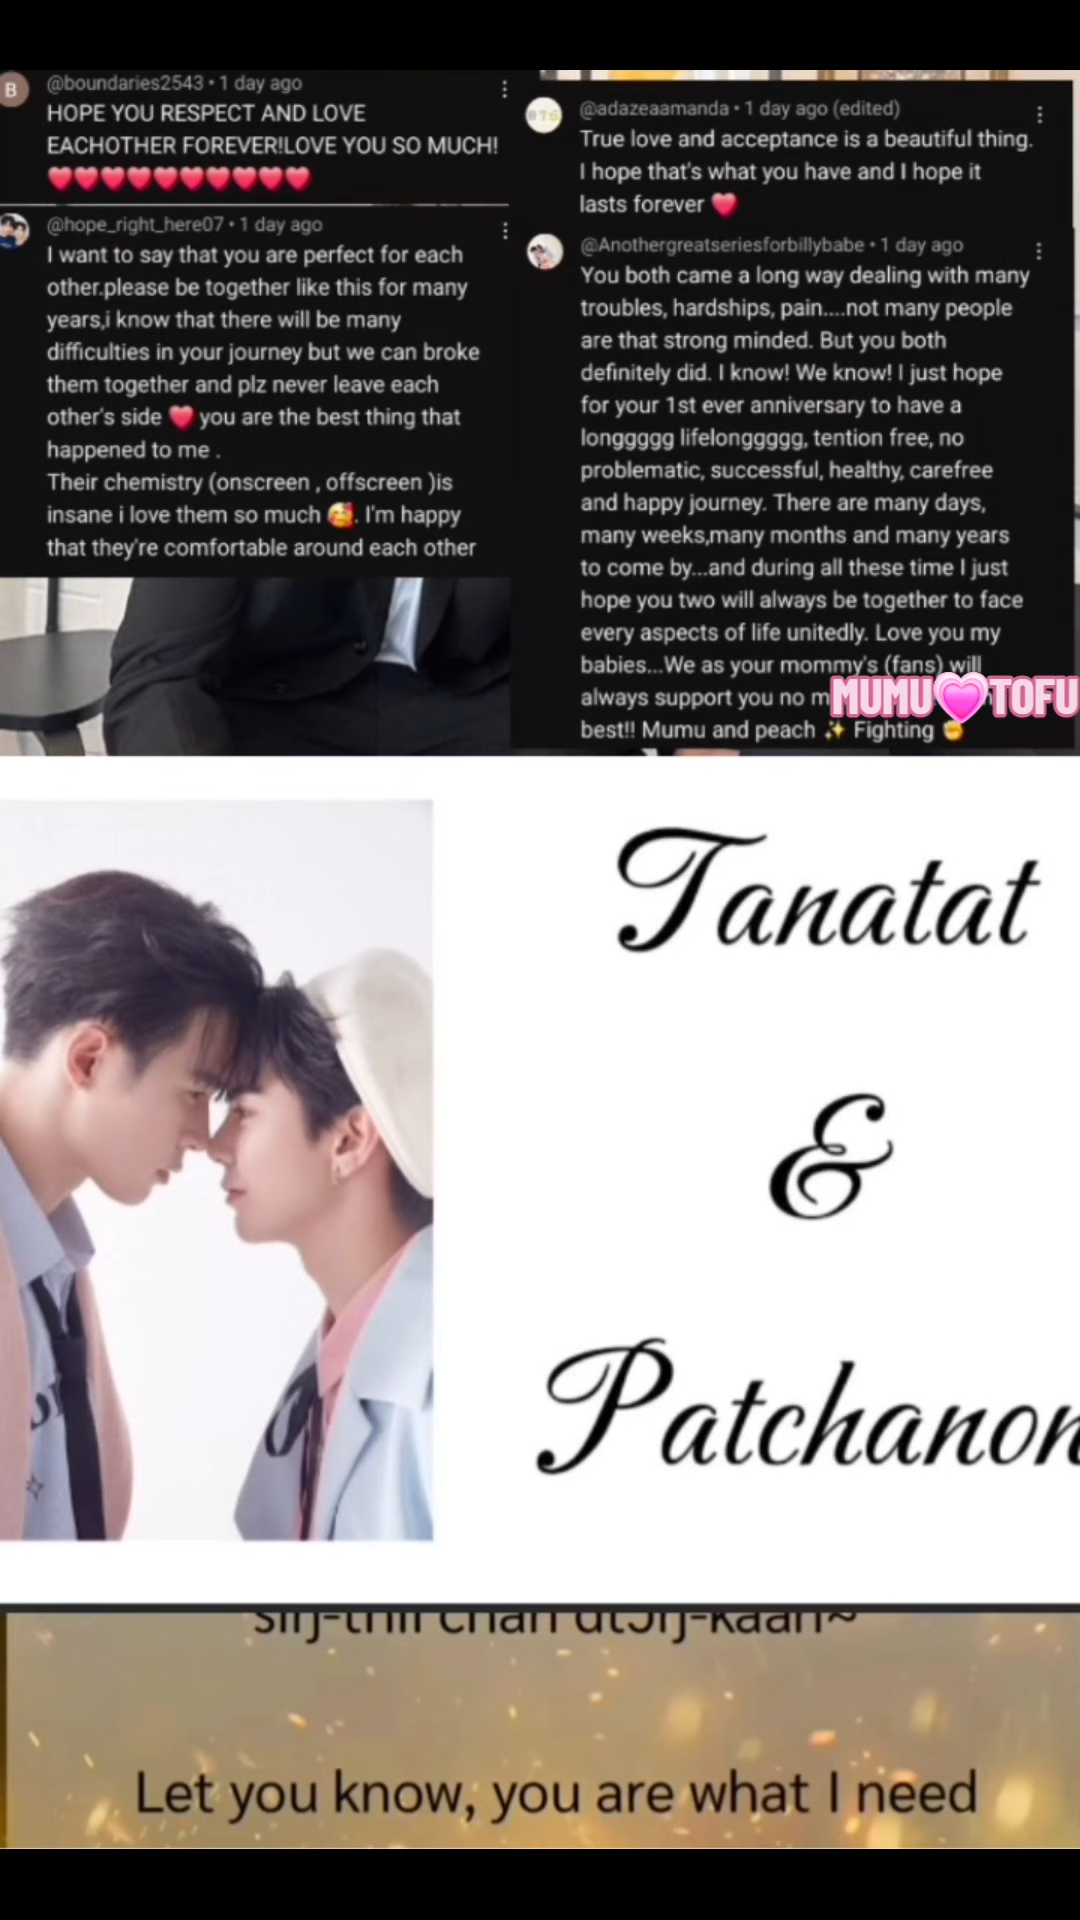 B
@boundaries2543 • 1 day ago
HOPE YOU RESPECT AND LOVE
EACHOTHER FOREVER!LOVE YOU SO MUCH!
❤❤❤❤❤❤❤❤❤❤
@hope_right_here07 • 1 day ago
I want to say that you are perfect for each
other.please be together like this for many
years,i know that there will be many
difficulties in your journey but we can broke
them together and plz never leave each
other's side ❤ you are the best thing that
happened to me .
Their chemistry (onscreen , offscreen )is
insane i love them so much 🥰. I'm happy
that they're comfortable around each other
@adazeaamanda • 1 day ago (edited)
True love and acceptance is a beautiful thing.
I hope that's what you have and I hope it
lasts forever ❤
@Anothergreatseriesforbillybabe • 1 day ago
You both came a long way dealing with many
troubles, hardships, pain....not many people
are that strong minded. But you both
definitely did. I know! We know! I just hope
for your 1st ever anniversary to have a
longgggg lifelonggggg, tention free, no
problematic, successful, healthy, carefree
and happy journey. There are many days,
many weeks,many months and many years
to come by...and during all these time I just
hope you two will always be together to face
every aspects of life unitedly. Love you my
babies...We as your mommy's (fans) will
always support you no
best!! Mumu and peach ✨ Fighting ✊
MUMU💗TOFU
Tanatat
&
Patchanon
Let you know, you are what I need